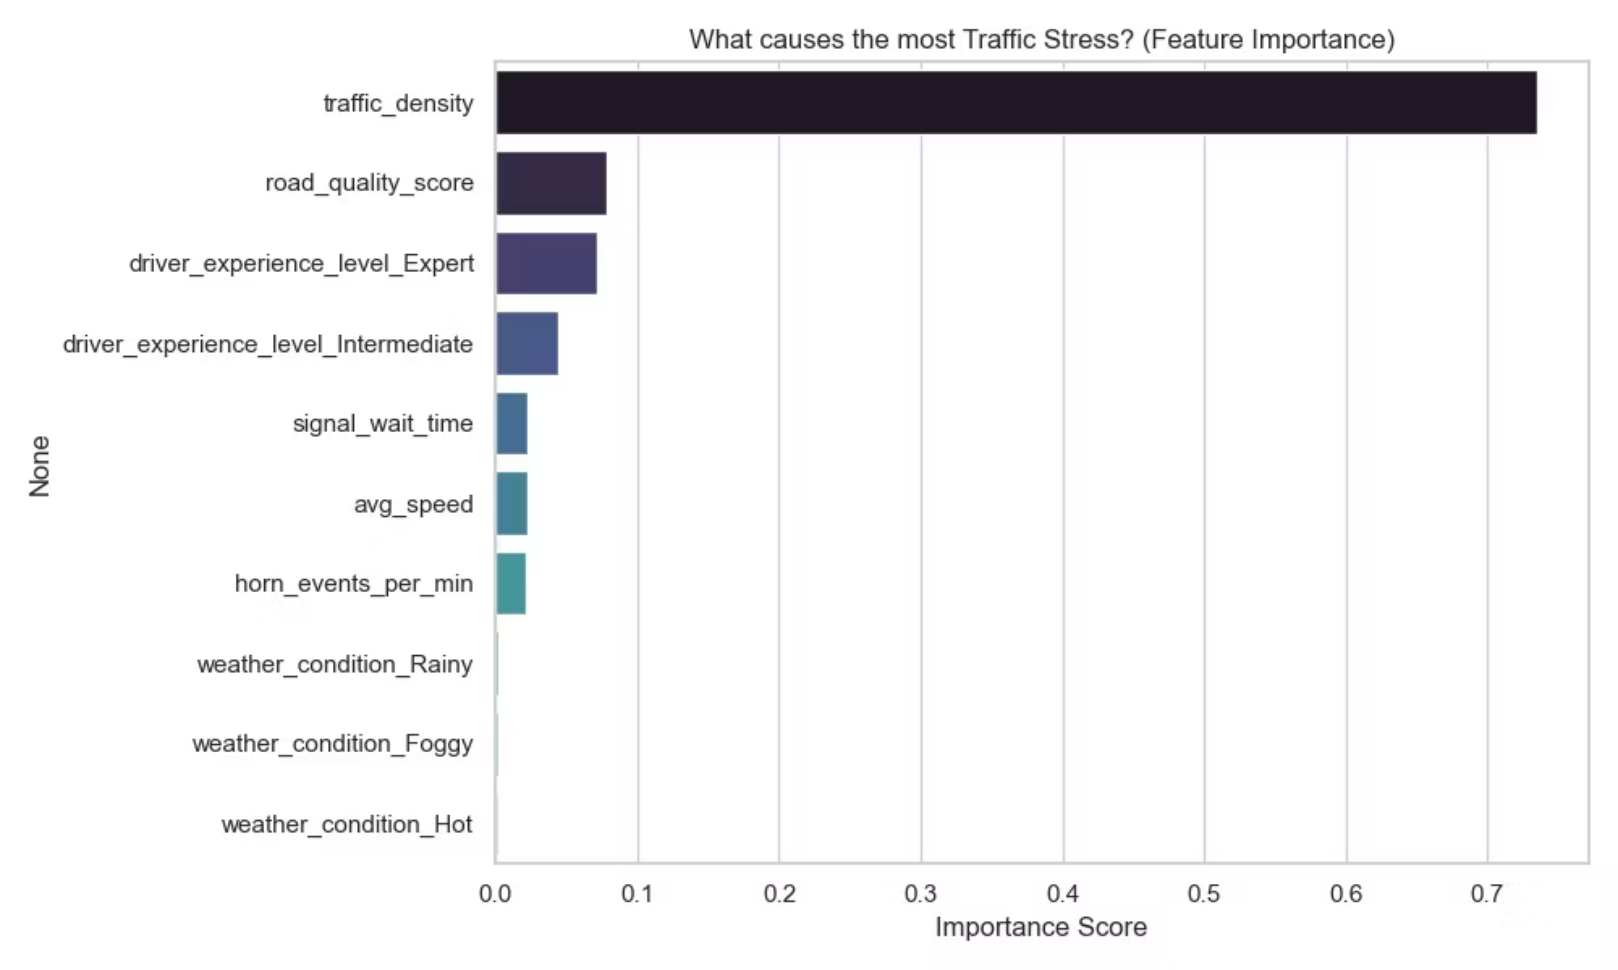 What causes the most Traffic Stress? (Feature Importance)
traffic_density
road_quality_score
driver_experience_level_Expert
driver_experience_level_Intermediate
signal_wait_time
avg_speed
horn_events_per_min
weather_condition_Rainy
weather_condition_Foggy
weather_condition_Hot
None
0.0 0.1 0.2 0.3 0.4 0.5 0.6 0.7
Importance Score